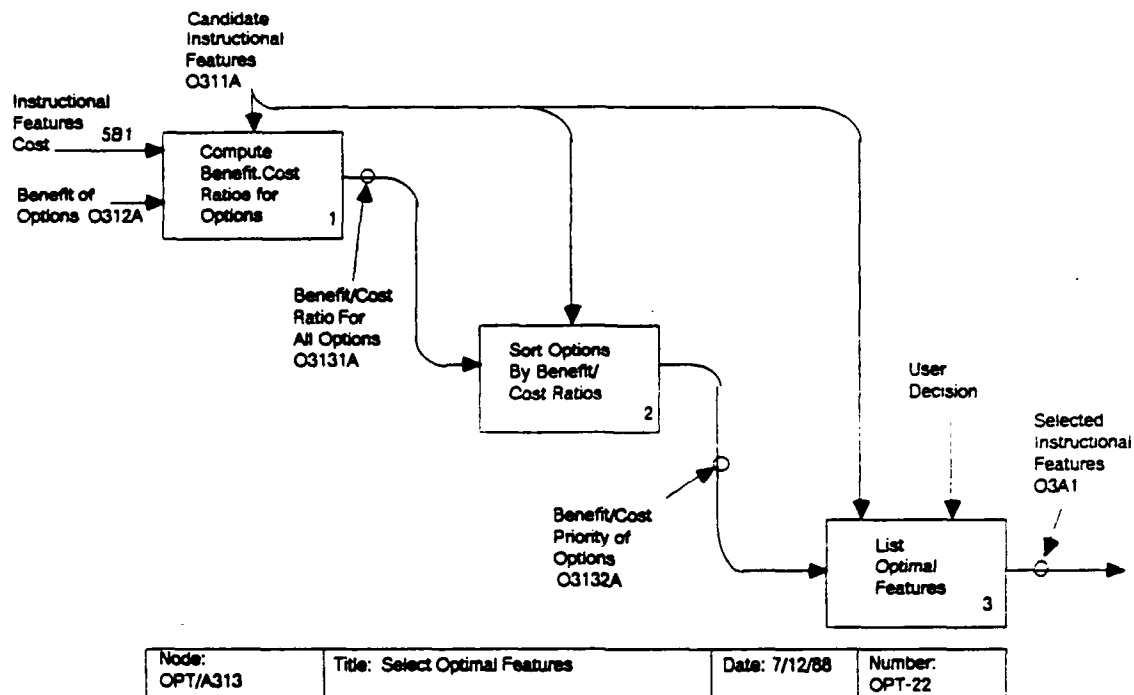 Candidate
Instructional
Features
O311A
Instructional
Features
Cost
5B1
Benefit of
Options O312A
Compute
Benefit.Cost
Ratios for
Options
1
Benefit/Cost
Ratio For
All Options
O3131A
Sort Options
By Benefit/
Cost Ratios
2
User
Decision
Selected
Instructional
Features
O3A1
Benefit/Cost
Priority of
Options
O3132A
List
Optimal
Features
3
Node:
OPT/A313
Title: Select Optimal Features
Date: 7/12/88
Number:
OPT-22